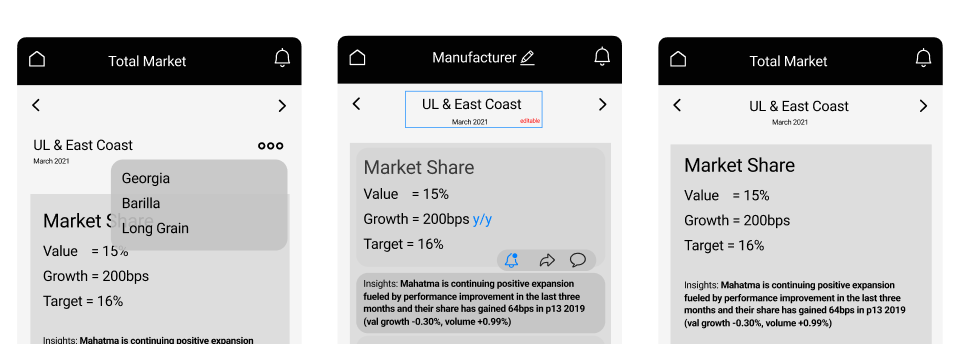 Total Market
UL & East Coast
March 2021
Georgia
Barilla
Long Grain
Market Share
Value = 15%
Growth = 200bps
Target = 16%
Insights: Mahatma is continuing positive expansion
Manufacturer
UL & East Coast
March 2021 editable
Market Share
Value = 15%
Growth = 200bps y/y
Target = 16%
Insights: Mahatma is continuing positive expansion
fueled by performance improvement in the last three
months and their share has gained 64bps in p13 2019
(val growth -0.30%, volume +0.99%)
Total Market
UL & East Coast
March 2021
Market Share
Value = 15%
Growth = 200bps
Target = 16%
Insights: Mahatma is continuing positive expansion
fueled by performance improvement in the last three
months and their share has gained 64bps in p13 2019
(val growth -0.30%, volume +0.99%)